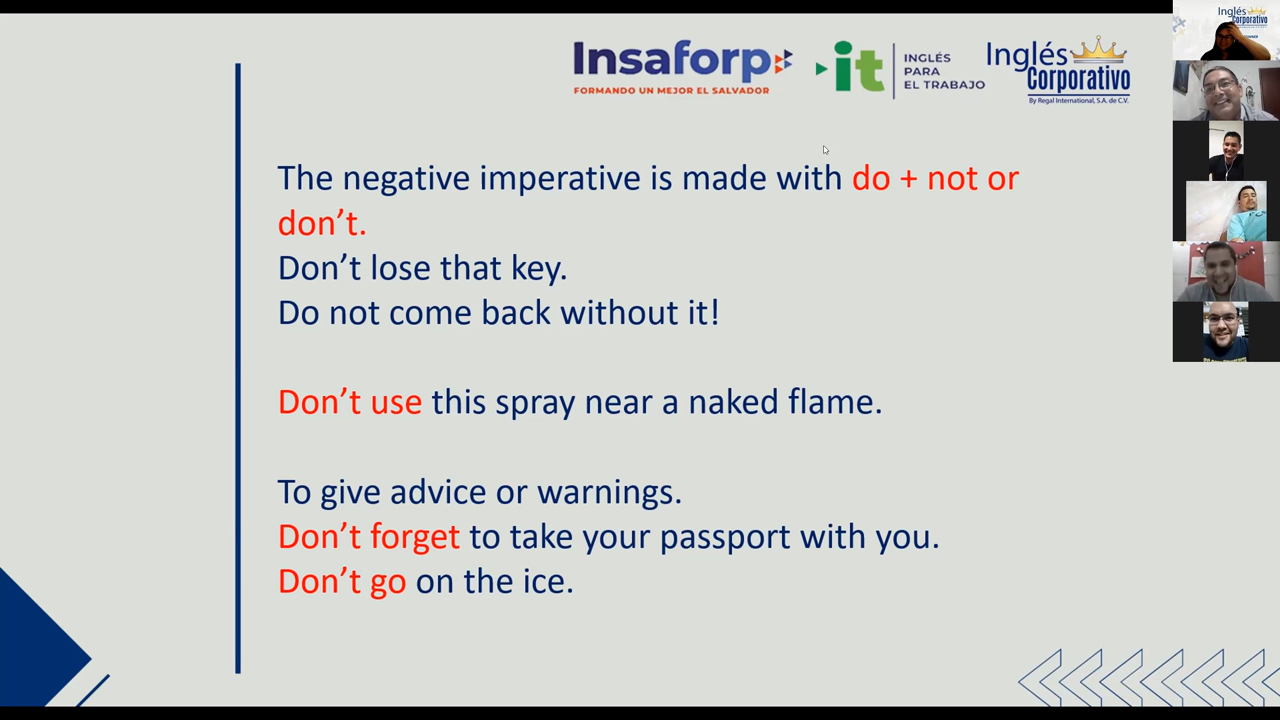 Insaforp
FORMANDO UN MEJOR EL SALVADOR
it
INGLÉS
PARA
EL TRABAJO
Inglés
Corporativo
By Regal International, S.A. de C.V.
Inglés
Corporativo
The negative imperative is made with do + not or
don’t.
Don’t lose that key.
Do not come back without it!
Don’t use this spray near a naked flame.
To give advice or warnings.
Don’t forget to take your passport with you.
Don’t go on the ice.